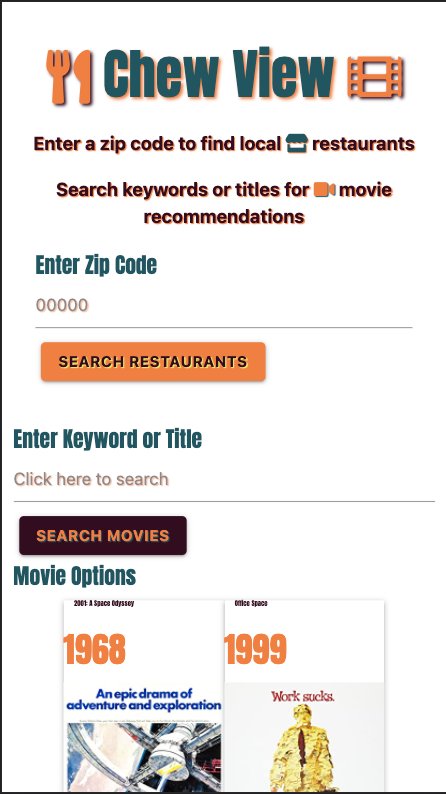 Chew View
Enter a zip code to find local restaurants
Search keywords or titles for movie
recommendations
Enter Zip Code
00000
SEARCH RESTAURANTS
Enter Keyword or Title
Click here to search
SEARCH MOVIES
Movie Options
2001: A Space Odyssey
Office Space
1968
1999
An epic drama of
adventure and exploration
Work sucks.